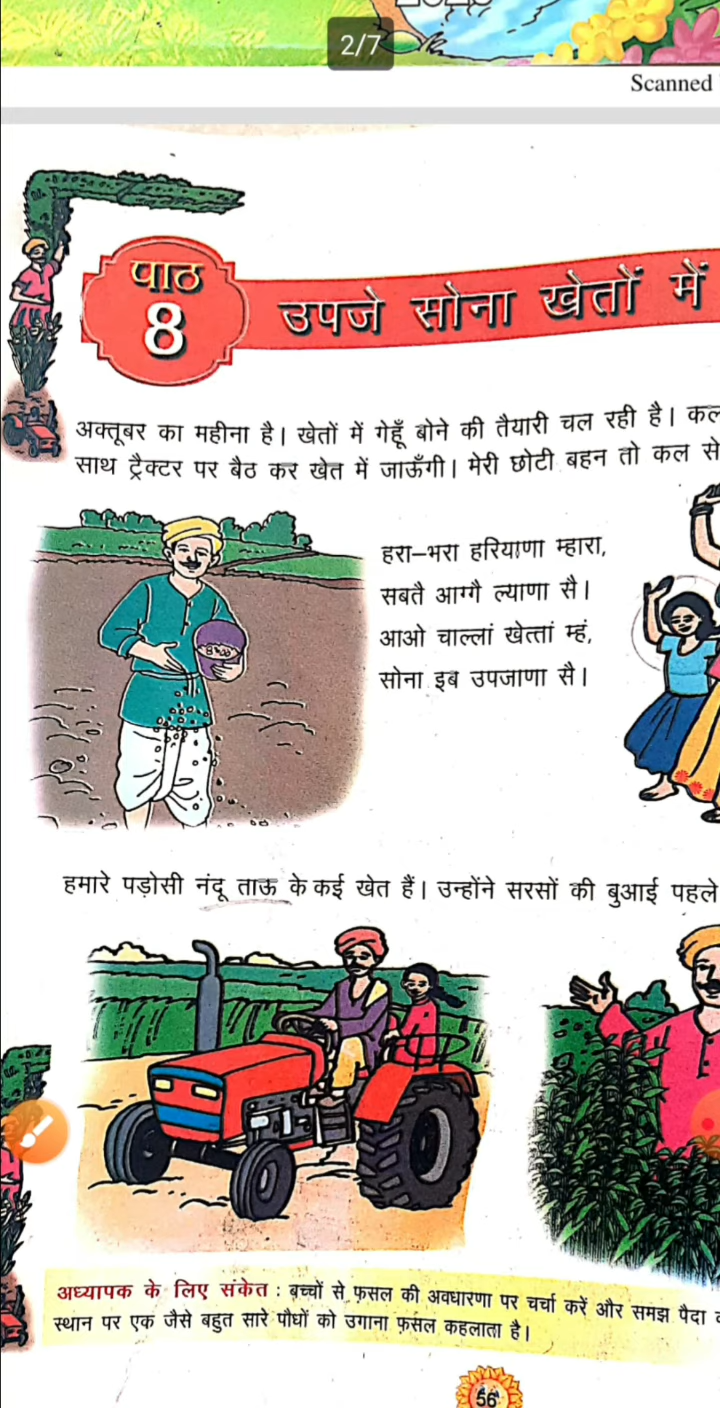 2/7
Scanned
पाठ
8
उपजे सोना खेतों में
अक्तूबर का महीना है। खेतों में गेहूँ बोने की तैयारी चल रही है। कल
साथ ट्रैक्टर पर बैठ कर खेत में जाऊँगी। मेरी छोटी बहन तो कल से
हरा-भरा हरियाणा म्हारा,
सबतै आग्गै ल्याणा सै।
आओ चाल्लां खेत्तां म्हं,
सोना इब उपजाणा सै।
हमारे पड़ोसी नंदू ताऊ के कई खेत हैं। उन्होंने सरसों की बुआई पहले
अध्यापक के लिए संकेत : बच्चों से फ़सल की अवधारणा पर चर्चा करें और समझ पैदा
स्थान पर एक जैसे बहुत सारे पौधों को उगाना फ़सल कहलाता है।
56